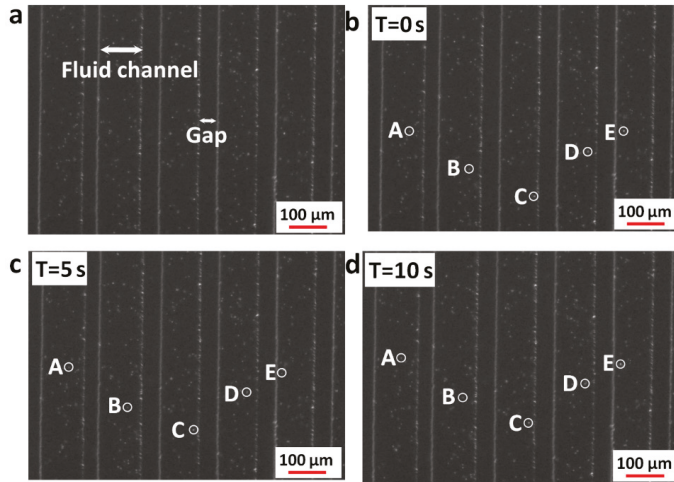 a
Fluid channel
Gap
100 µm
b
T=0 s
A
B
C
D
E
100 µm
c
T=5 s
A
B
C
D
E
100 µm
d
T=10 s
A
B
C
D
E
100 µm